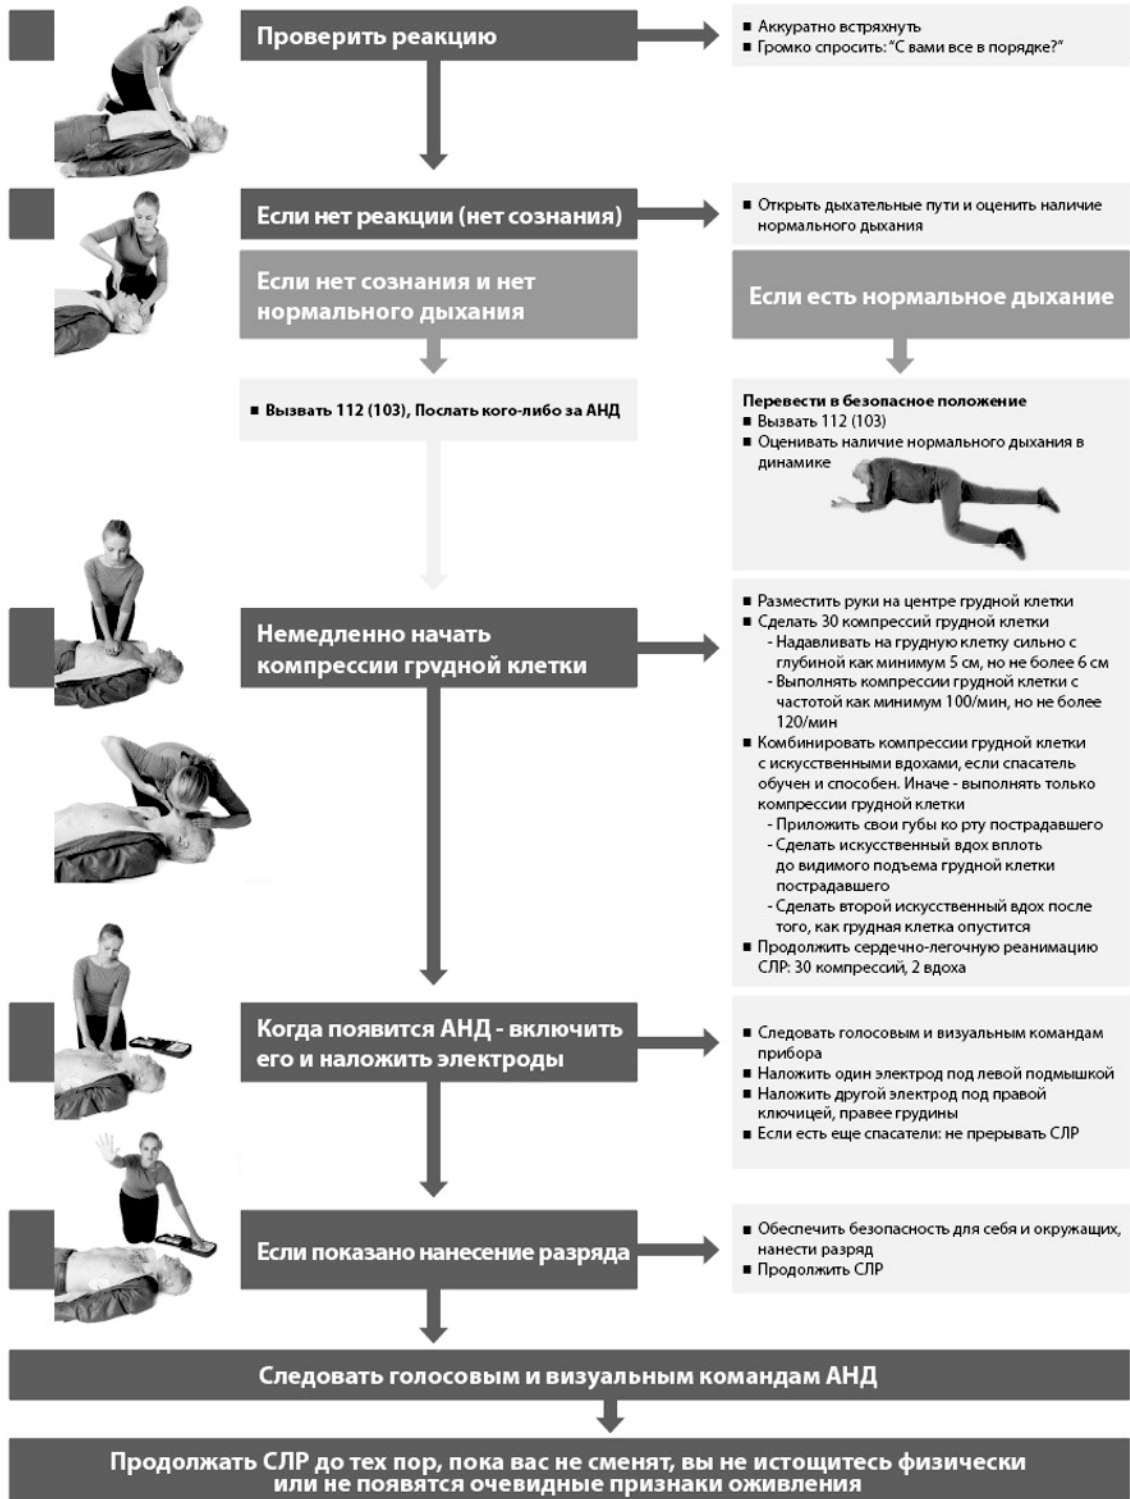 Проверить реакцию
■ Аккуратно встряхнуть
■ Громко спросить: “С вами все в порядке?”
Если нет реакции (нет сознания)
■ Открыть дыхательные пути и оценить наличие
нормального дыхания
Если нет сознания и нет
нормального дыхания
Если есть нормальное дыхание
■ Вызвать 112 (103), Послать кого-либо за АНД
Перевести в безопасное положение
■ Вызвать 112 (103)
■ Оценивать наличие нормального дыхания в
динамике
Немедленно начать
компрессии грудной клетки
■ Разместить руки на центре грудной клетки
■ Сделать 30 компрессий грудной клетки
- Надавливать на грудную клетку сильно с
глубиной как минимум 5 см, но не более 6 см
- Выполнять компрессии грудной клетки с
частотой как минимум 100/мин, но не более
120/мин
■ Комбинировать компрессии грудной клетки
с искусственными вдохами, если спасатель
обучен и способен. Иначе - выполнять только
компрессии грудной клетки
- Приложить свои губы ко рту пострадавшего
- Сделать искусственный вдох вплоть
до видимого подъема грудной клетки
пострадавшего
- Сделать второй искусственный вдох после
того, как грудная клетка опустится
■ Продолжить сердечно-легочную реанимацию
СЛР: 30 компрессий, 2 вдоха
Когда появится АНД - включить
его и наложить электроды
■ Следовать голосовым и визуальным командам
прибора
■ Наложить один электрод под левой подмышкой
■ Наложить другой электрод под правой
ключицей, правее грудины
■ Если есть еще спасатели: не прерывать СЛР
Если показано нанесение разряда
■ Обеспечить безопасность для себя и окружащих,
нанести разряд
■ Продолжить СЛР
Следовать голосовым и визуальным командам АНД
Продолжать СЛР до тех пор, пока вас не сменят, вы не истощитесь физически
или не появятся очевидные признаки оживления